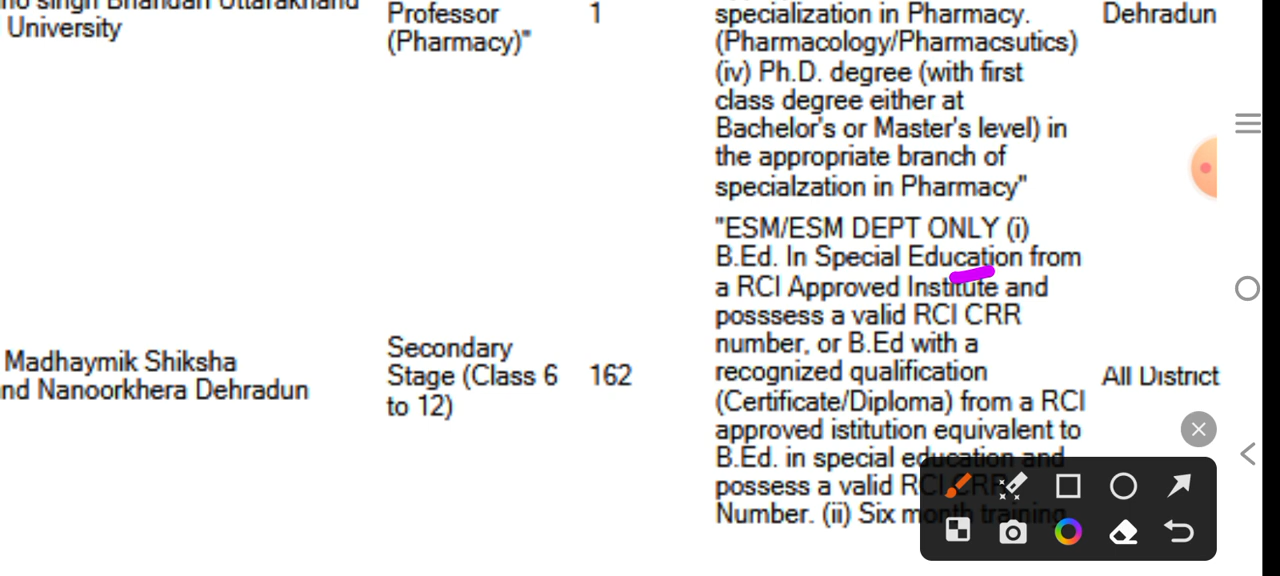 University
Professor
(Pharmacy)"
1
specialization in Pharmacy.
(Pharmacology/Pharmacsutics)
(iv) Ph.D. degree (with first
class degree either at
Bachelor's or Master's level) in
the appropriate branch of
specialzation in Pharmacy"
Dehradun
Madhaymik Shiksha
nd Nanoorkhera Dehradun
Secondary
Stage (Class 6
to 12)
162
"ESM/ESM DEPT ONLY (i)
B.Ed. In Special Education from
a RCI Approved Institute and
posssess a valid RCI CRR
number, or B.Ed with a
recognized qualification
(Certificate/Diploma) from a RCI
approved istitution equivalent to
B.Ed. in special education and
possess a valid RCI CRR
Number. (ii) Six month training
All District